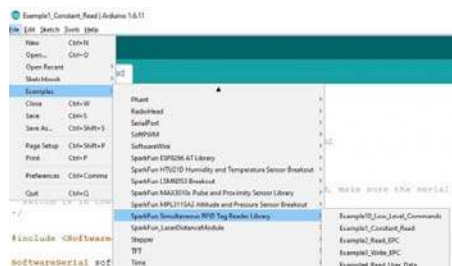 Example1_Constant_Read | Arduino 1.6.11
File Edit Sketch Tools Help
New Ctrl+N
Open... Ctrl+O
Open Recent
Sketchbook
Examples
Close Ctrl+W
Save Ctrl+S
Save As... Ctrl+Shift+S
Page Setup Ctrl+Shift+P
Print Ctrl+P
Preferences Ctrl+Comma
Quit Ctrl+Q
Phant
RadioHead
SerialPort
SoftPWM
SoftwareWire
SparkFun ESP8266 AT Library
SparkFun HTU21D Humidity and Temperature Sensor Breakout
SparkFun LSM9DS3 Breakout
SparkFun MAX3010x Pulse and Proximity Sensor Library
SparkFun MPL3115A2 Altitude and Pressure Sensor Breakout
SparkFun Simultaneous RFID Tag Reader Library
SparkFun_LaserDistanceModule
Stepper
TFT
Time
Example10_Low_Level_Commands
Example1_Constant_Read
Example2_Read_EPC
Example3_Write_EPC
Example4_Read_User_Data
make sure the serial
*/
#include <Software
SoftwareSerial sof